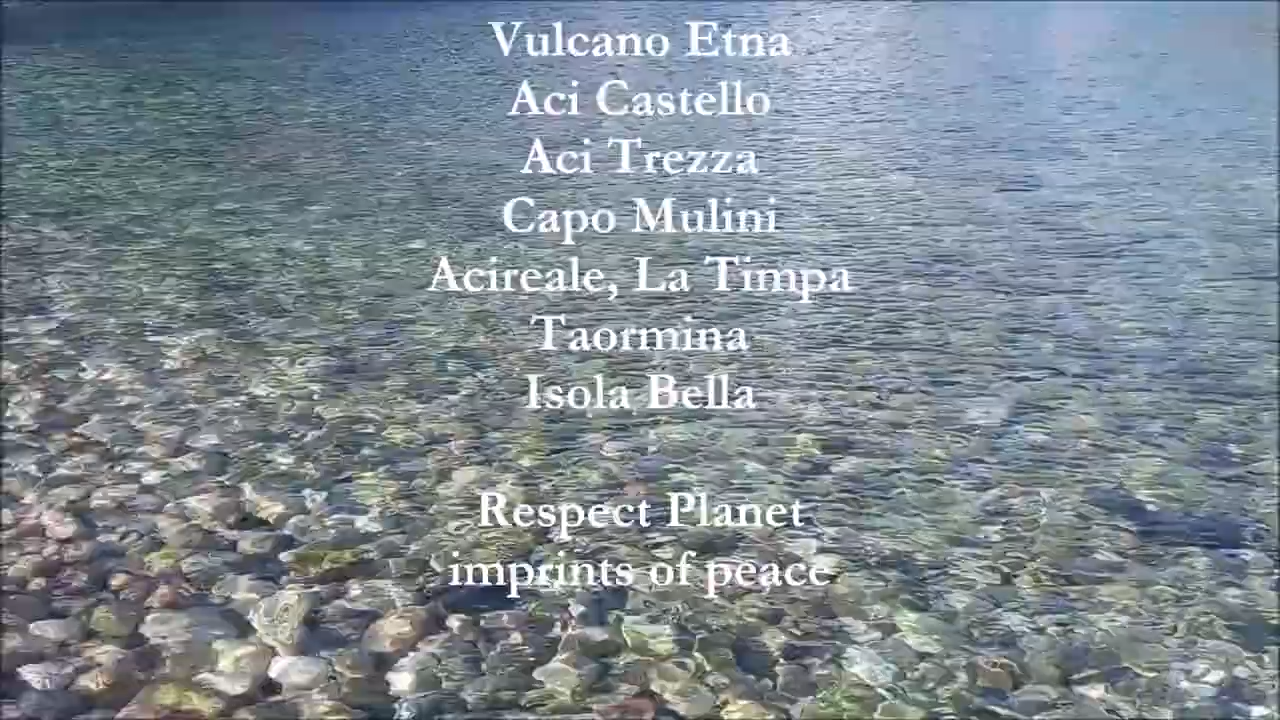 Vulcano Etna
Aci Castello
Aci Trezza
Capo Mulini
Acireale, La Timpa
Taormina
Isola Bella
Respect Planet
imprints of peace